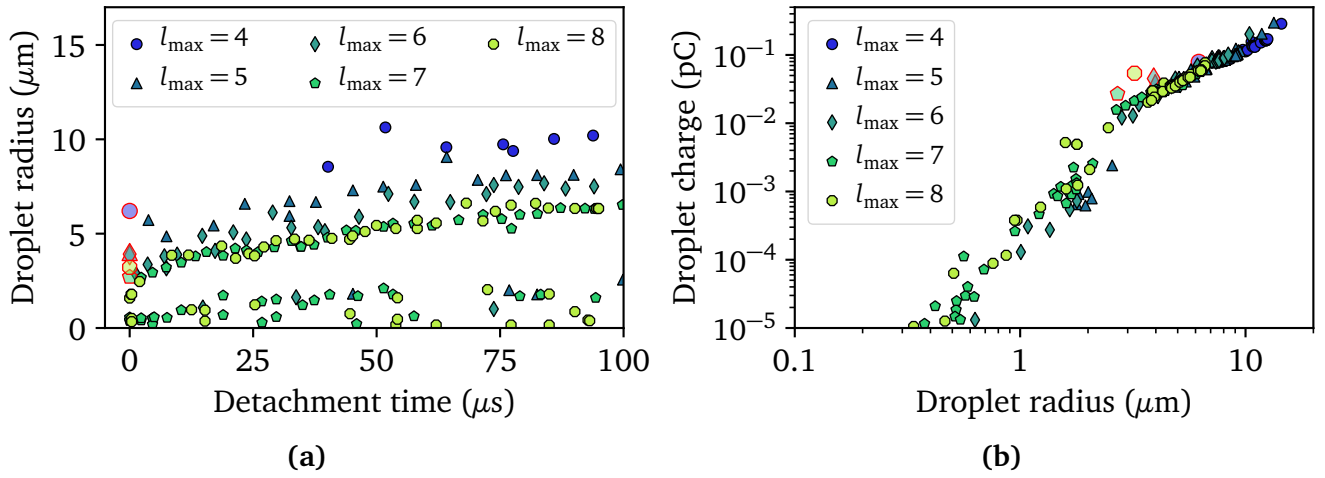 Droplet radius (μm)
15
10
5
0
l_max = 4
l_max = 6
l_max = 8
l_max = 5
l_max = 7
0
25
50
75
100
Detachment time (μs)
(a)
Droplet charge (pC)
10⁻¹
10⁻²
10⁻³
10⁻⁴
10⁻⁵
l_max = 4
l_max = 5
l_max = 6
l_max = 7
l_max = 8
0.1
1
10
Droplet radius (μm)
(b)